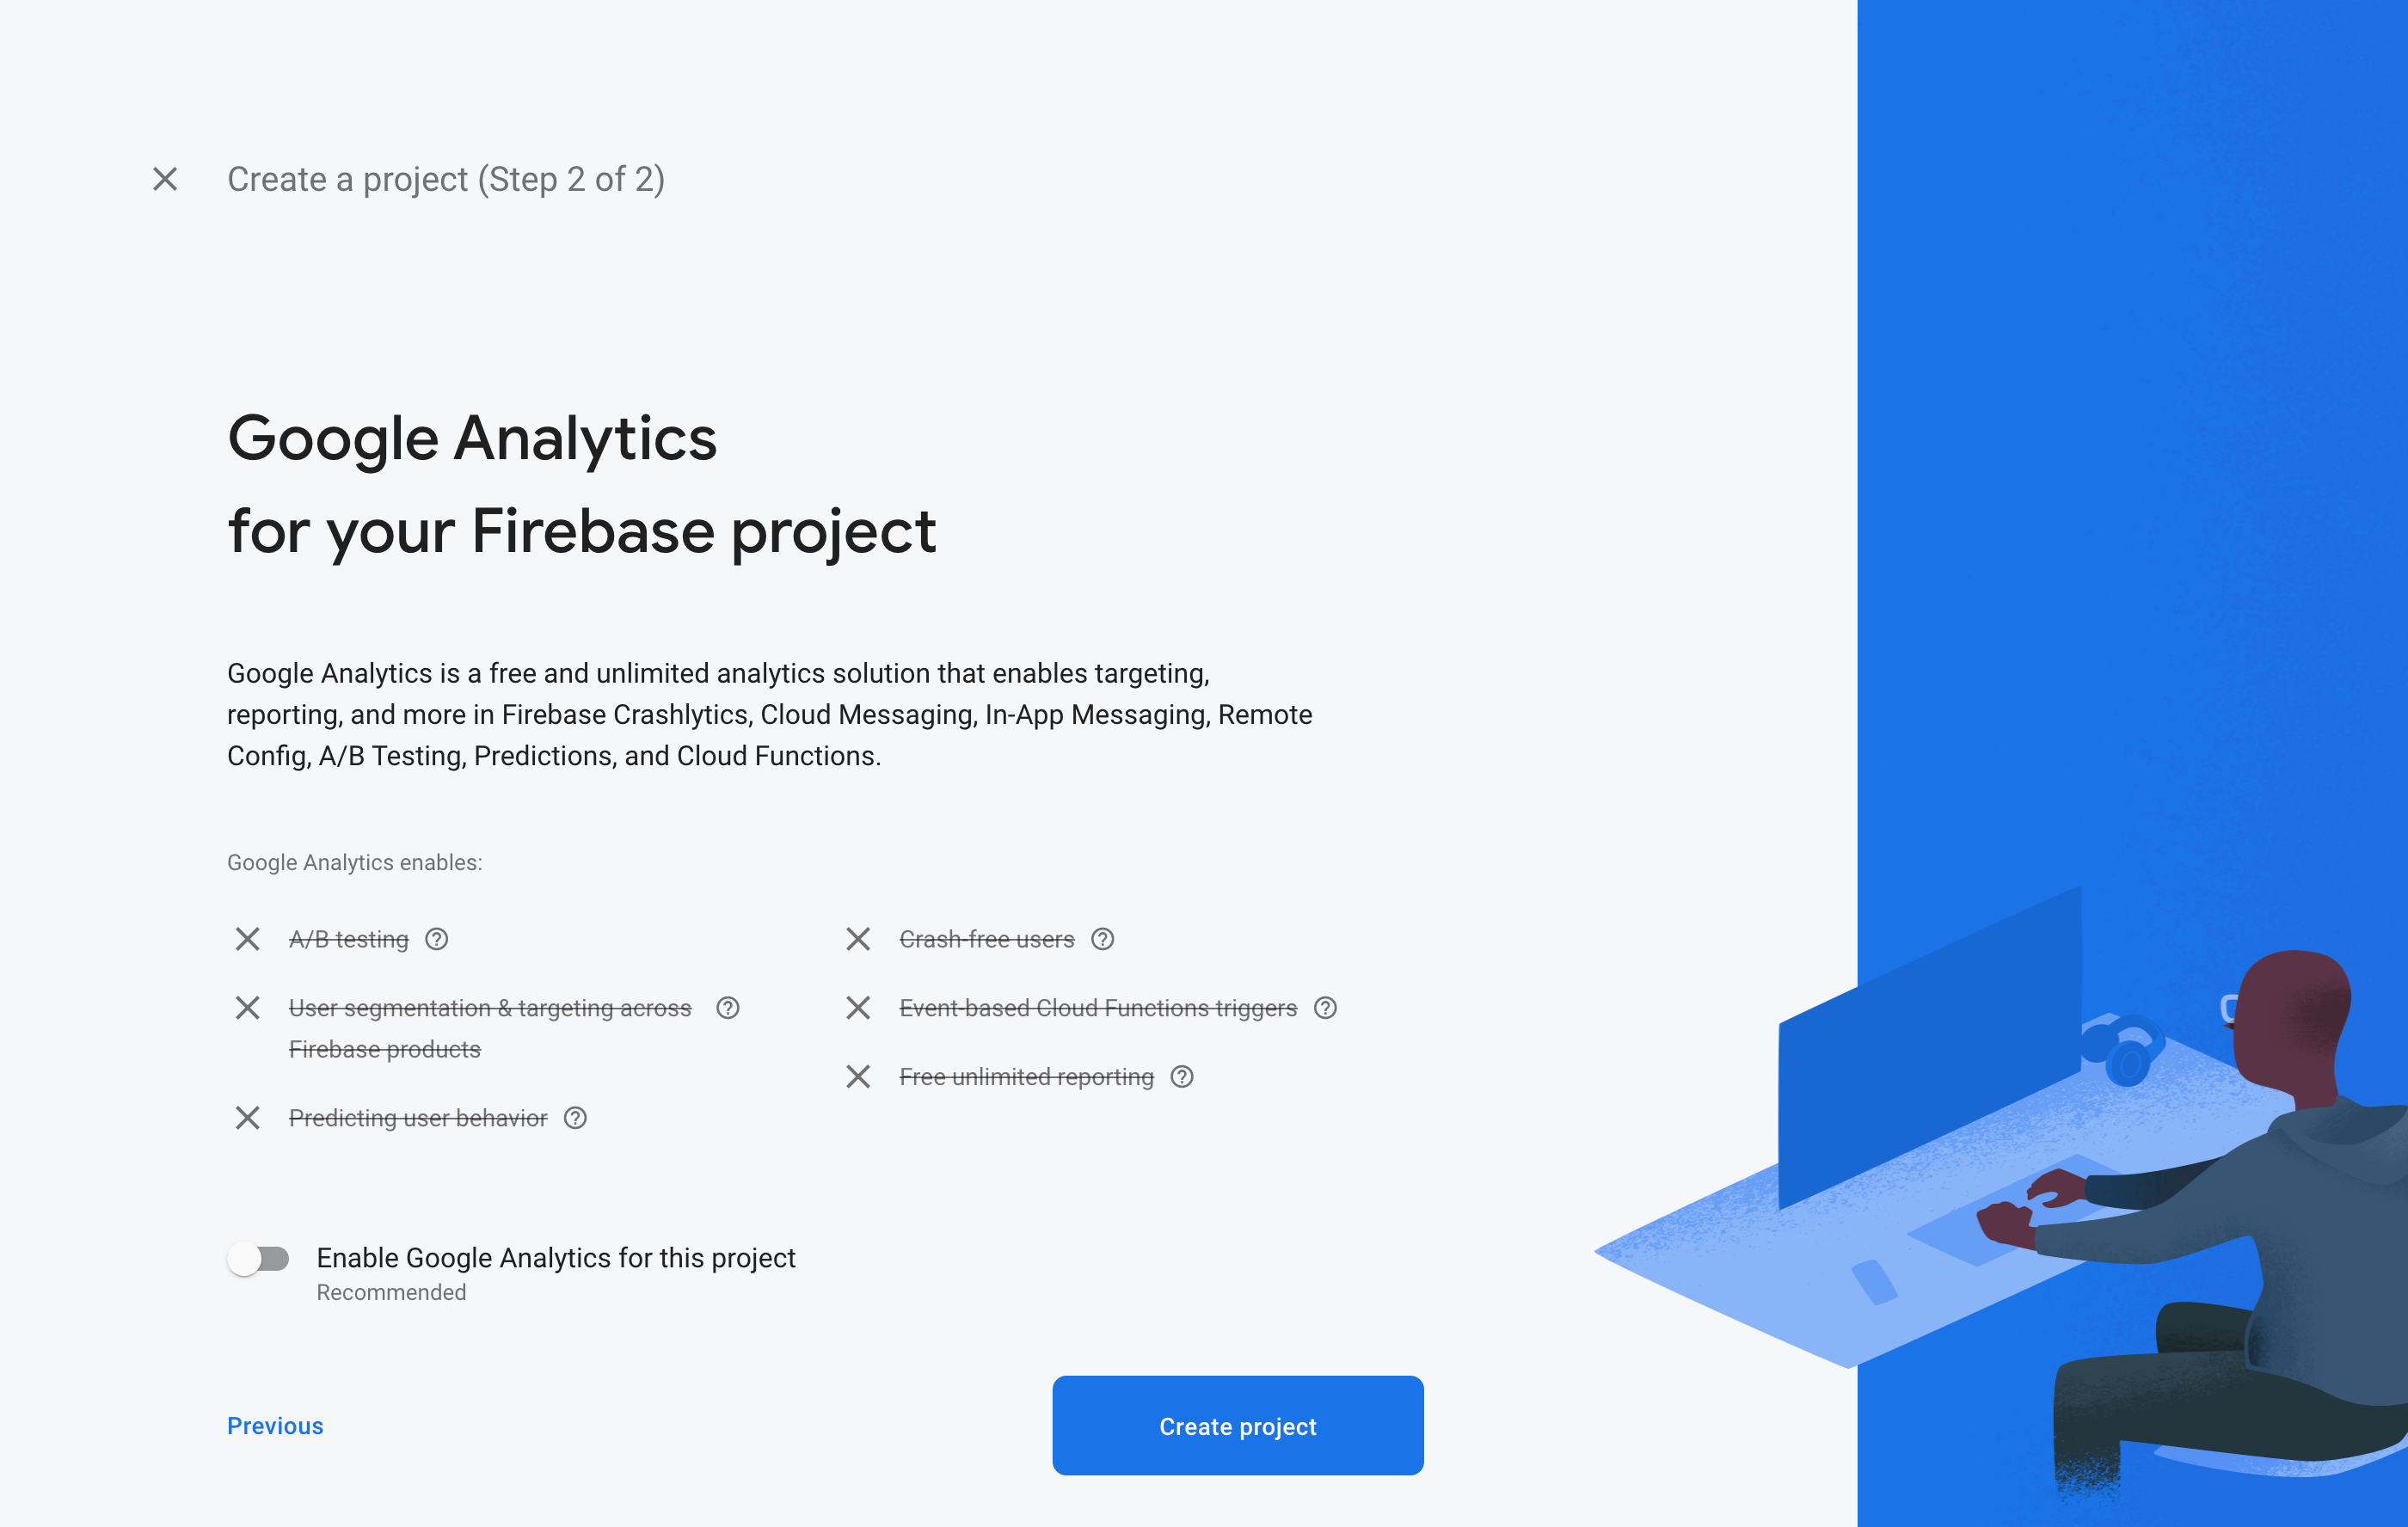 Create a project (Step 2 of 2)
Google Analytics
for your Firebase project
Google Analytics is a free and unlimited analytics solution that enables targeting,
reporting, and more in Firebase Crashlytics, Cloud Messaging, In-App Messaging, Remote
Config, A/B Testing, Predictions, and Cloud Functions.
Google Analytics enables:
A/B testing
User segmentation & targeting across
Firebase products
Predicting user behavior
Crash-free users
Event-based Cloud Functions triggers
Free unlimited reporting
Enable Google Analytics for this project
Recommended
Previous
Create project